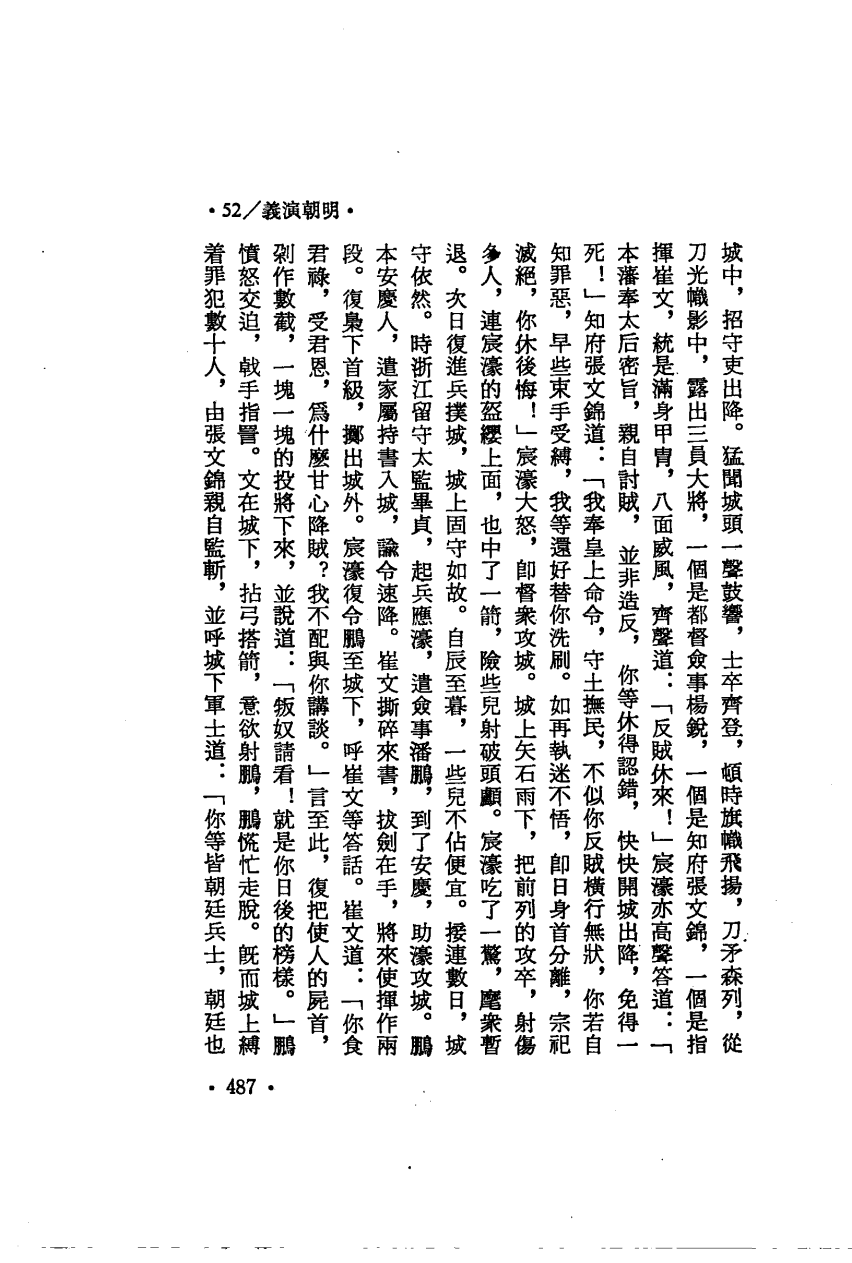 •52／義演朝明•
城中，招守吏出降。猛聞城頭一聲鼓響，士卒齊登，頓時旗幟飛揚，刀矛森列，從
刀光幟影中，露出三員大將，一個是都督僉事楊銳，一個是知府張文錦，一個是指
揮崔文，統是滿身甲冑，八面威風，齊聲道：「反賊休來！」宸濠亦高聲答道：「
本藩奉太后密旨，親自討賊，並非造反，你等休得認錯，快快開城出降，免得一
死！」知府張文錦道：「我奉皇上命令，守土撫民，不似你反賊橫行無狀，你若自
知罪惡，早些束手受縛，我等還好替你洗刷。如再執迷不悟，卽日身首分離，宗祀
滅絕，你休後悔！」宸濠大怒，卽督衆攻城。城上矢石雨下，把前列的攻卒，射傷
多人，連宸濠的盔纓上面，也中了一箭，險些兒射破頭顱。宸濠吃了一驚，麾衆暫
退。次日復進兵撲城，城上固守如故。自辰至暮，一些兒不佔便宜。接連數日，城
守依然。時浙江留守太監畢貞，起兵應濠，遣僉事潘鵬，到了安慶，助濠攻城。鵬
本安慶人，遣家屬持書入城，諭令速降。崔文撕碎來書，拔劍在手，將來使揮作兩
段。復梟下首級，擲出城外。宸濠復令鵬至城下，呼崔文等答話。崔文道：「你食
君祿，受君恩，爲什麼甘心降賊？我不配與你講談。」言至此，復把使人的屍首，
剁作數截，一塊一塊的投將下來，並說道：「叛奴請看！就是你日後的榜樣。」鵬
憤怒交迫，戟手指詈。文在城下，拈弓搭箭，意欲射鵬，鵬慌忙走脫。旣而城上縛
着罪犯數十人，由張文錦親自監斬，並呼城下軍士道：「你等皆朝廷兵士，朝廷也
•487•